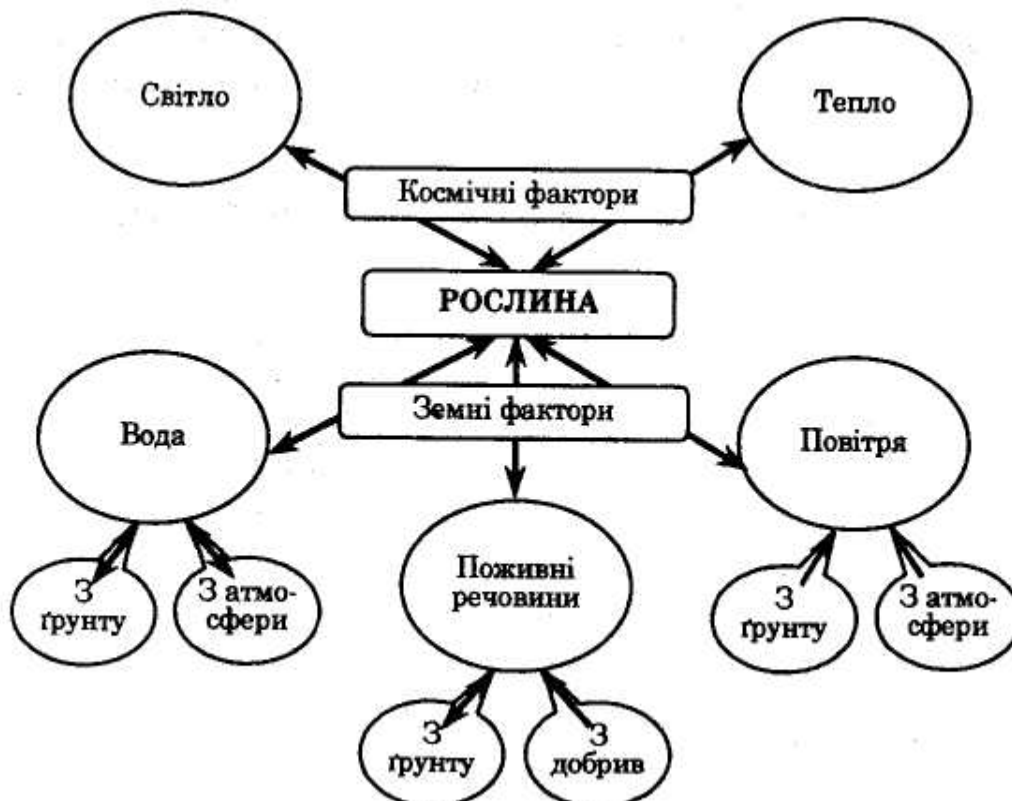 Світло
Тепло
Космічні фактори
РОСЛИНА
Земні фактори
Вода
Повітря
Поживні
речовини
З
ґрунту
З атмо-
сфери
З
ґрунту
З атмо-
сфери
З
ґрунту
З
добрив